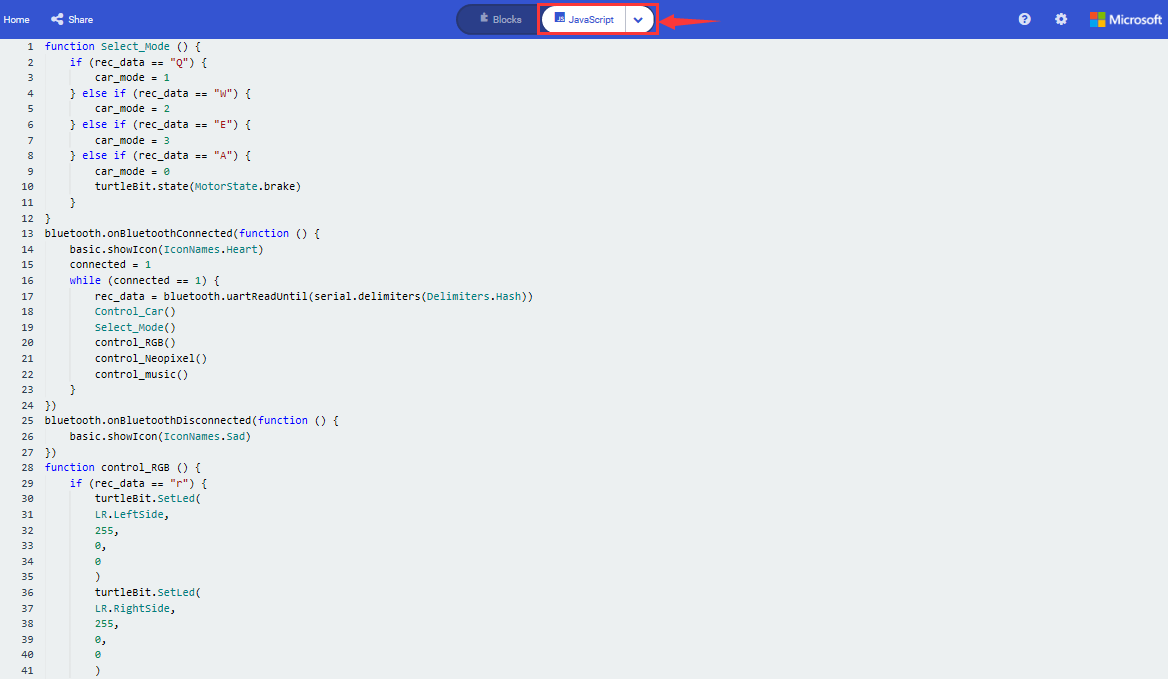 Home Share Blocks JavaScript Microsoft
1 function Select_Mode () {
2 if (rec_data == "Q") {
3 car_mode = 1
4 } else if (rec_data == "W") {
5 car_mode = 2
6 } else if (rec_data == "E") {
7 car_mode = 3
8 } else if (rec_data == "A") {
9 car_mode = 0
10 turtleBit.state(MotorState.brake)
11 }
12 }
13 bluetooth.onBluetoothConnected(function () {
14 basic.showIcon(IconNames.Heart)
15 connected = 1
16 while (connected == 1) {
17 rec_data = bluetooth.uartReadUntil(serial.delimiters(Delimiters.Hash))
18 Control_Car()
19 Select_Mode()
20 control_RGB()
21 control_Neopixel()
22 control_music()
23 }
24 })
25 bluetooth.onBluetoothDisconnected(function () {
26 basic.showIcon(IconNames.Sad)
27 })
28 function control_RGB () {
29 if (rec_data == "r") {
30 turtleBit.SetLed(
31 LR.LeftSide,
32 255,
33 0,
34 0
35 )
36 turtleBit.SetLed(
37 LR.RightSide,
38 255,
39 0,
40 0
41 )